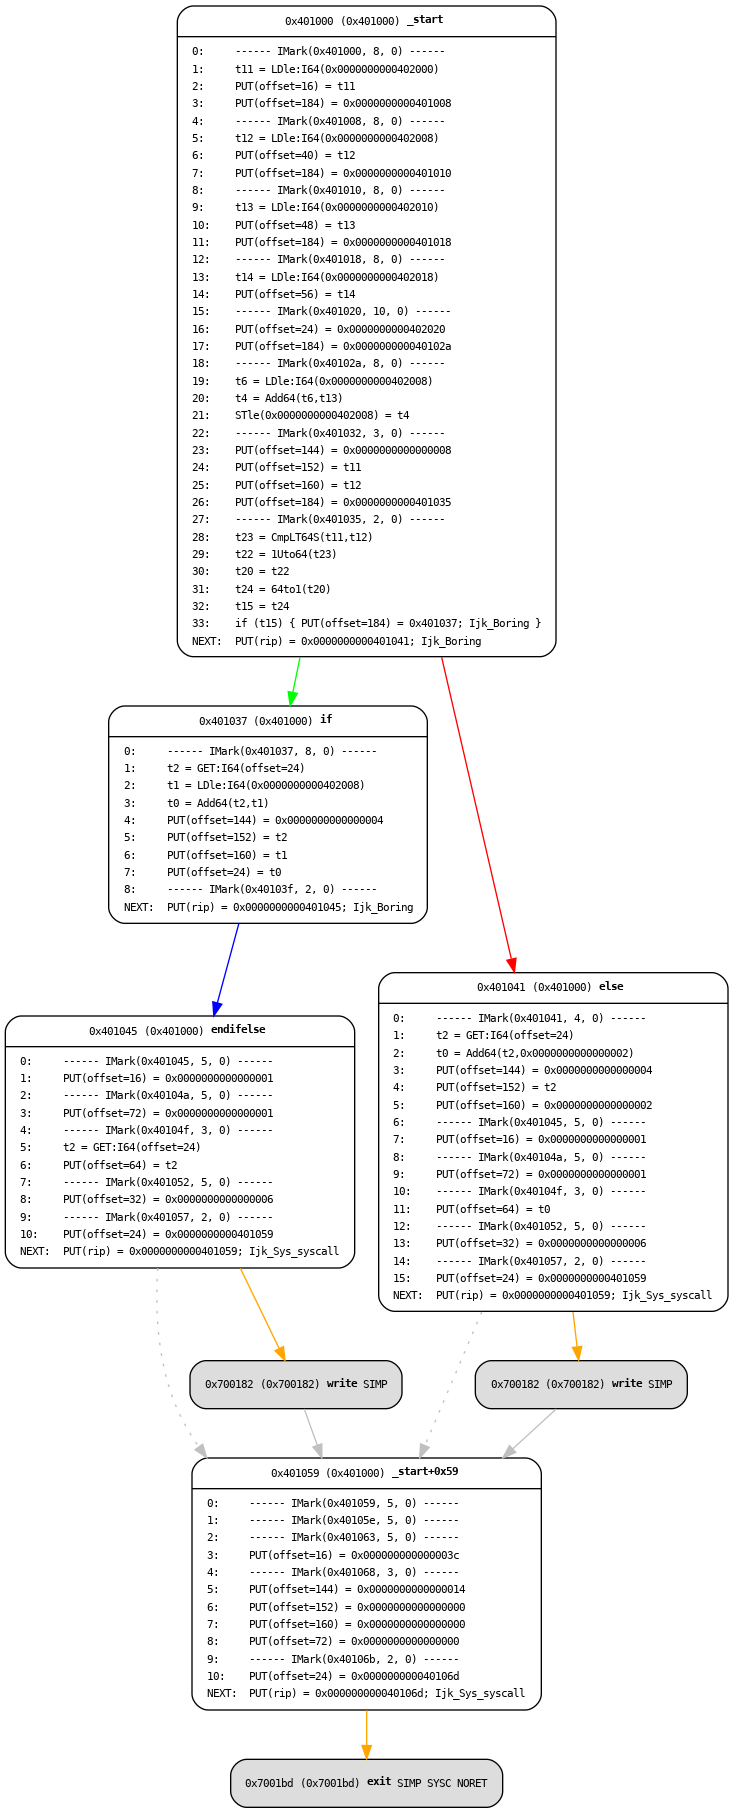 0x401000 (0x401000) _start
0: ------ IMark(0x401000, 8, 0) ------
1: t11 = LDle:I64(0x0000000000402000)
2: PUT(offset=16) = t11
3: PUT(offset=184) = 0x0000000000401008
4: ------ IMark(0x401008, 8, 0) ------
5: t12 = LDle:I64(0x0000000000402008)
6: PUT(offset=40) = t12
7: PUT(offset=184) = 0x0000000000401010
8: ------ IMark(0x401010, 8, 0) ------
9: t13 = LDle:I64(0x0000000000402010)
10: PUT(offset=48) = t13
11: PUT(offset=184) = 0x0000000000401018
12: ------ IMark(0x401018, 8, 0) ------
13: t14 = LDle:I64(0x0000000000402018)
14: PUT(offset=56) = t14
15: ------ IMark(0x401020, 10, 0) ------
16: PUT(offset=24) = 0x0000000000402020
17: PUT(offset=184) = 0x000000000040102a
18: ------ IMark(0x40102a, 8, 0) ------
19: t6 = LDle:I64(0x0000000000402008)
20: t4 = Add64(t6,t13)
21: STle(0x0000000000402008) = t4
22: ------ IMark(0x401032, 3, 0) ------
23: PUT(offset=144) = 0x0000000000000008
24: PUT(offset=152) = t11
25: PUT(offset=160) = t12
26: PUT(offset=184) = 0x0000000000401035
27: ------ IMark(0x401035, 2, 0) ------
28: t23 = CmpLT64S(t11,t12)
29: t22 = 1Uto64(t23)
30: t20 = t22
31: t24 = 64to1(t20)
32: t15 = t24
33: if (t15) { PUT(offset=184) = 0x401037; Ijk_Boring }
NEXT: PUT(rip) = 0x0000000000401041; Ijk_Boring
0x401037 (0x401000) if
0: ------ IMark(0x401037, 8, 0) ------
1: t2 = GET:I64(offset=24)
2: t1 = LDle:I64(0x0000000000402008)
3: t0 = Add64(t2,t1)
4: PUT(offset=144) = 0x0000000000000004
5: PUT(offset=152) = t2
6: PUT(offset=160) = t1
7: PUT(offset=24) = t0
8: ------ IMark(0x40103f, 2, 0) ------
NEXT: PUT(rip) = 0x0000000000401045; Ijk_Boring
0x401041 (0x401000) else
0: ------ IMark(0x401041, 4, 0) ------
1: t2 = GET:I64(offset=24)
2: t0 = Add64(t2,0x0000000000000002)
3: PUT(offset=144) = 0x0000000000000004
4: PUT(offset=152) = t2
5: PUT(offset=160) = 0x0000000000000002
6: ------ IMark(0x401045, 5, 0) ------
7: PUT(offset=16) = 0x0000000000000001
8: ------ IMark(0x40104a, 5, 0) ------
9: PUT(offset=72) = 0x0000000000000001
10: ------ IMark(0x40104f, 3, 0) ------
11: PUT(offset=64) = t0
12: ------ IMark(0x401052, 5, 0) ------
13: PUT(offset=32) = 0x0000000000000006
14: ------ IMark(0x401057, 2, 0) ------
15: PUT(offset=24) = 0x0000000000401059
NEXT: PUT(rip) = 0x0000000000401059; Ijk_Sys_syscall
0x401045 (0x401000) endifelse
0: ------ IMark(0x401045, 5, 0) ------
1: PUT(offset=16) = 0x0000000000000001
2: ------ IMark(0x40104a, 5, 0) ------
3: PUT(offset=72) = 0x0000000000000001
4: ------ IMark(0x40104f, 3, 0) ------
5: t2 = GET:I64(offset=24)
6: PUT(offset=64) = t2
7: ------ IMark(0x401052, 5, 0) ------
8: PUT(offset=32) = 0x0000000000000006
9: ------ IMark(0x401057, 2, 0) ------
10: PUT(offset=24) = 0x0000000000401059
NEXT: PUT(rip) = 0x0000000000401059; Ijk_Sys_syscall
0x700182 (0x700182) write SIMP
0x700182 (0x700182) write SIMP
0x401059 (0x401000) _start+0x59
0: ------ IMark(0x401059, 5, 0) ------
1: ------ IMark(0x40105e, 5, 0) ------
2: ------ IMark(0x401063, 5, 0) ------
3: PUT(offset=16) = 0x000000000000003c
4: ------ IMark(0x401068, 3, 0) ------
5: PUT(offset=144) = 0x0000000000000014
6: PUT(offset=152) = 0x0000000000000000
7: PUT(offset=160) = 0x0000000000000000
8: PUT(offset=72) = 0x0000000000000000
9: ------ IMark(0x40106b, 2, 0) ------
10: PUT(offset=24) = 0x000000000040106d
NEXT: PUT(rip) = 0x000000000040106d; Ijk_Sys_syscall
0x7001bd (0x7001bd) exit SIMP SYSC NORET